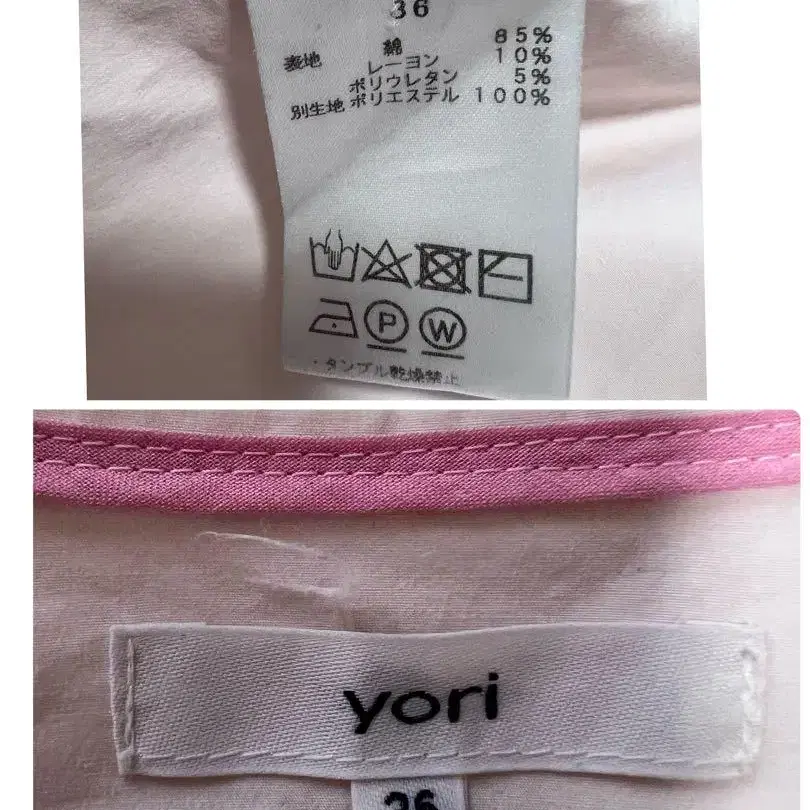 36
表地 綿 85%
レーヨン 10%
ポリウレタン 5%
別生地 ポリエステル 100%
P W
・タンブル乾燥禁止
yori
36